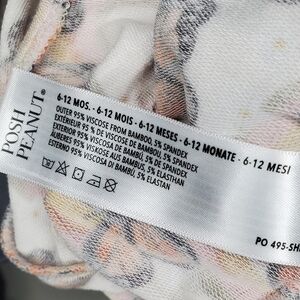 POSH
PEANUT®
6-12 MOS. - 6-12 MOIS - 6-12 MESES - 6-12 MONATE - 6-12 MESI
OUTER 95% VISCOSE FROM BAMBOO, 5% SPANDEX
EXTÉRIEUR 95 % DE VISCOSE DE BAMBOU, 5% SPANDEX
EXTERIOR 95 % VISCOSA DE BAMBÚ, 5% SPANDEX
ÄUßERES 95% VISKOSE AUS BAMBUS, 5% ELASTHAN
ESTERNO 95% VISCOSA DI BAMBÙ, 5% ELASTAN
PO 495-SH